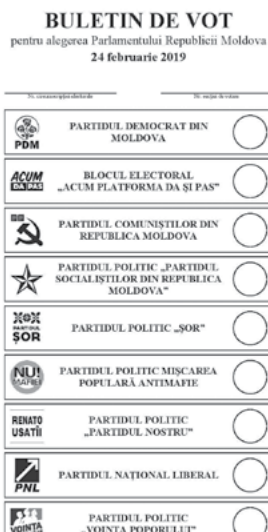 BULETIN DE VOT
pentru alegerea Parlamentului Republicii Moldova
24 februarie 2019
PDM
PARTIDUL DEMOCRAT DIN
MOLDOVA
ACUM
DA PAS
BLOCUL ELECTORAL
„ACUM PLATFORMA DA ȘI PAS”
PARTIDUL COMUNIȘTILOR DIN
REPUBLICA MOLDOVA
PARTIDUL POLITIC „PARTIDUL
SOCIALIȘTILOR DIN REPUBLICA
MOLDOVA”
PARTIDUL
ȘOR
PARTIDUL POLITIC „ȘOR”
NU!
MAFIEI
PARTIDUL POLITIC MIȘCAREA
POPULARĂ ANTIMAFIE
RENATO
USATÎI
PARTIDUL POLITIC
„PARTIDUL NOSTRU”
PNL
PARTIDUL NAȚIONAL LIBERAL
VOINȚA
PARTIDUL POLITIC
„VOINȚA POPORULUI”